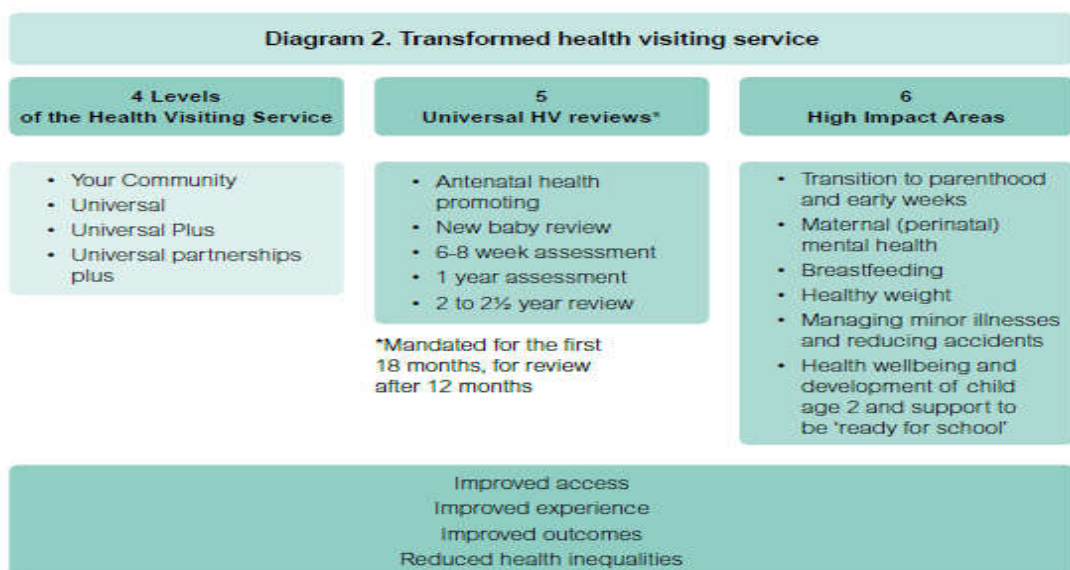 Diagram 2. Transformed health visiting service
4 Levels
of the Health Visiting Service
• Your Community
• Universal
• Universal Plus
• Universal partnerships
plus
5
Universal HV reviews*
• Antenatal health
promoting
• New baby review
• 6-8 week assessment
• 1 year assessment
• 2 to 2½ year review
*Mandated for the first
18 months, for review
after 12 months
6
High Impact Areas
• Transition to parenthood
and early weeks
• Maternal (perinatal)
mental health
• Breastfeeding
• Healthy weight
• Managing minor illnesses
and reducing accidents
• Health wellbeing and
development of child
age 2 and support to
be ‘ready for school’
Improved access
Improved experience
Improved outcomes
Reduced health inequalities